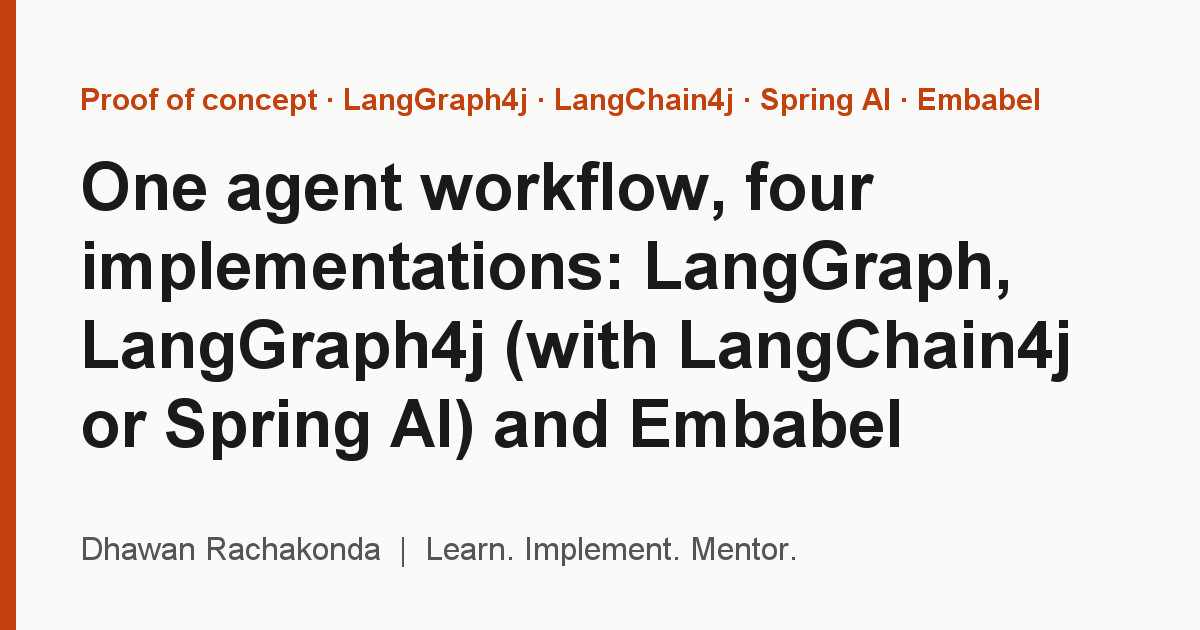 Proof of concept · LangGraph4j · LangChain4j · Spring AI · Embabel
One agent workflow, four
implementations: LangGraph,
LangGraph4j (with LangChain4j
or Spring AI) and Embabel
Dhawan Rachakonda | Learn. Implement. Mentor.